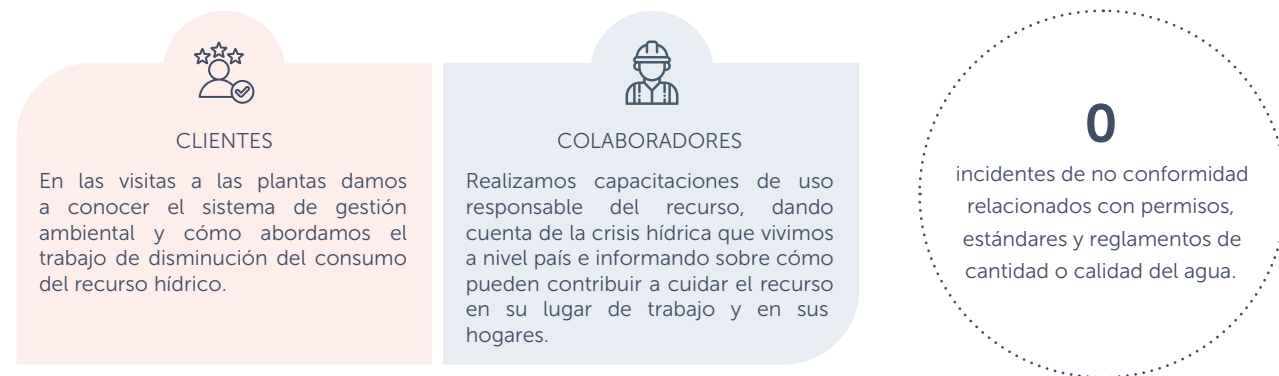 CLIENTES
En las visitas a las plantas damos
a conocer el sistema de gestión
ambiental y cómo abordamos el
trabajo de disminución del consumo
del recurso hídrico.
COLABORADORES
Realizamos capacitaciones de uso
responsable del recurso, dando
cuenta de la crisis hídrica que vivimos
a nivel país e informando sobre cómo
pueden contribuir a cuidar el recurso
en su lugar de trabajo y en sus
hogares.
0
incidentes de no conformidad
relacionados con permisos,
estándares y reglamentos de
cantidad o calidad del agua.